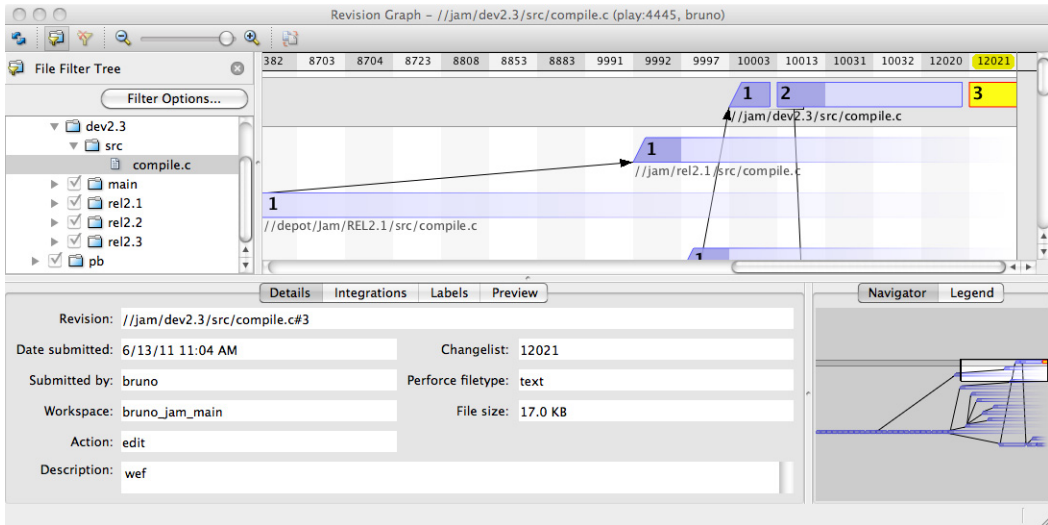 Revision Graph – //jam/dev2.3/src/compile.c (play:4445, bruno)
File Filter Tree
Filter Options...
dev2.3
src
compile.c
main
rel2.1
rel2.2
rel2.3
pb
382 8703 8704 8723 8808 8853 8883 9991 9992 9997 10003 10013 10031 10032 12020 12021
1 2 3
//jam/dev2.3/src/compile.c
1
//jam/rel2.1/src/compile.c
1
//depot/Jam/REL2.1/src/compile.c
1
Details Integrations Labels Preview
Revision: //jam/dev2.3/src/compile.c#3
Date submitted: 6/13/11 11:04 AM Changelist: 12021
Submitted by: bruno Perforce filetype: text
Workspace: bruno_jam_main File size: 17.0 KB
Action: edit
Description: wef
Navigator Legend